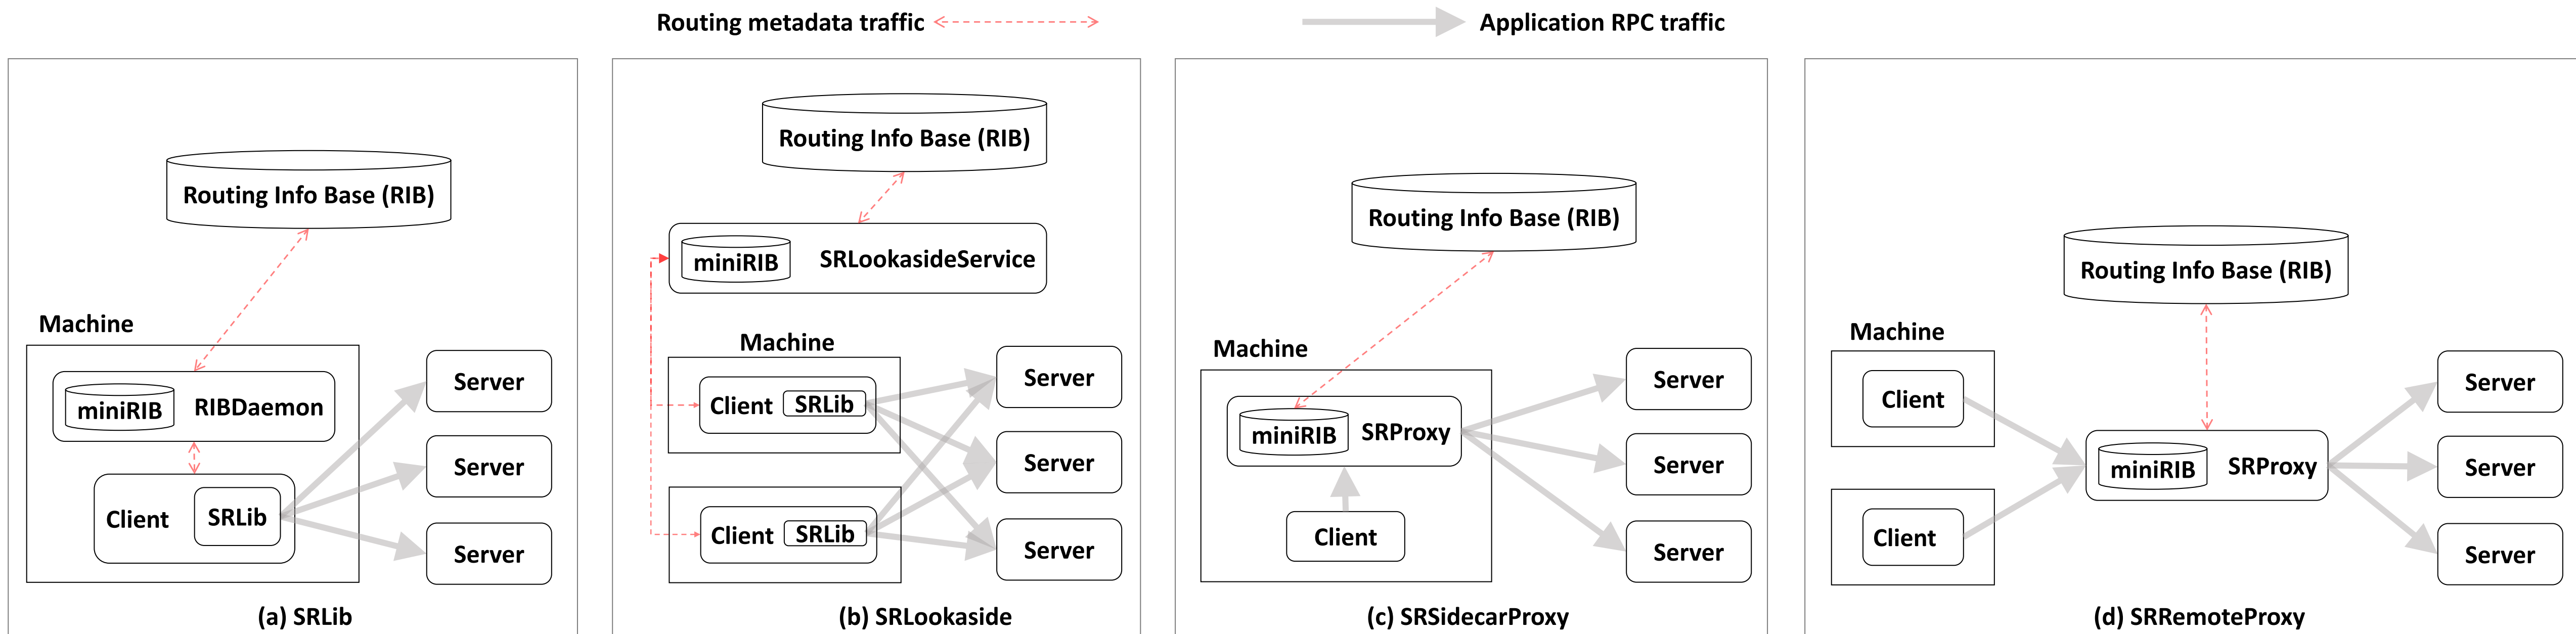 Routing metadata traffic
Application RPC traffic
Routing Info Base (RIB)
Machine
miniRIB
RIBDaemon
Client
SRLib
Server
Server
Server
(a) SRLib
Routing Info Base (RIB)
miniRIB
SRLookasideService
Machine
Client
SRLib
Client
SRLib
Server
Server
Server
(b) SRLookaside
Routing Info Base (RIB)
Machine
miniRIB
SRProxy
Client
Server
Server
Server
(c) SRSidecarProxy
Routing Info Base (RIB)
Machine
Client
Client
miniRIB
SRProxy
Server
Server
Server
(d) SRRemoteProxy